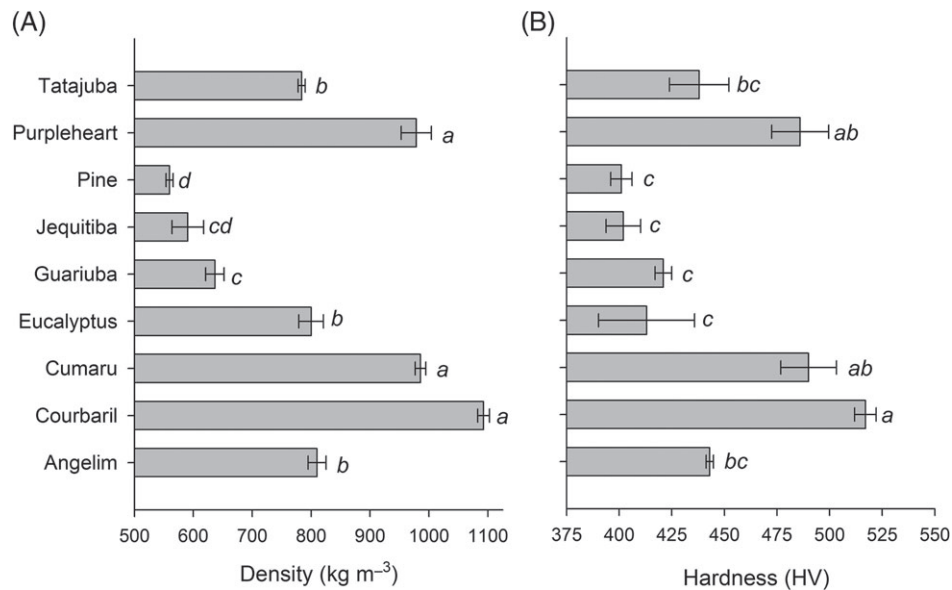 (A)
(B)
Tatajuba b bc
Purpleheart a ab
Pine d c
Jequitiba cd c
Guariuba c c
Eucalyptus b c
Cumaru a ab
Courbaril a a
Angelim b bc
500 600 700 800 900 1000 1100
375 400 425 450 475 500 525 550
Density (kg m⁻³)
Hardness (HV)